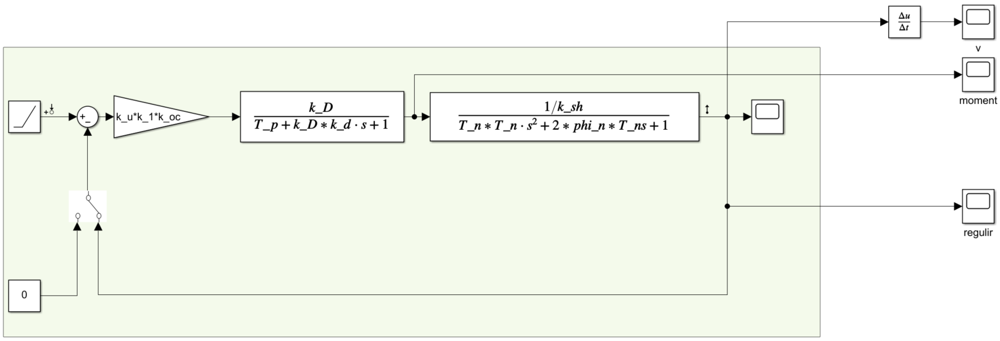 Δu
Δt
v
moment
+
+_
k_u*k_1*k_oc
k_D
T_p + k_D * k_d · s + 1
1/k_sh
T_n * T_n · s² + 2 * phi_n * T_ns + 1
regulir
0